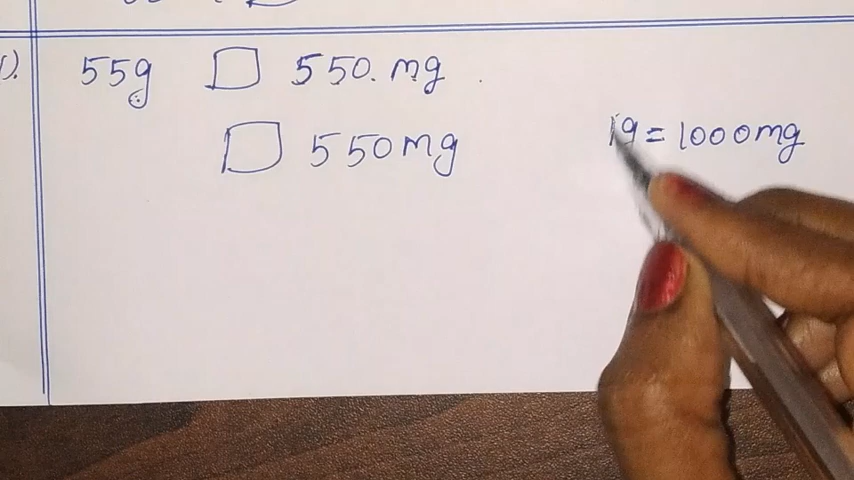 1). 55g □ 550. mg
□ 550mg
1g = 1000mg